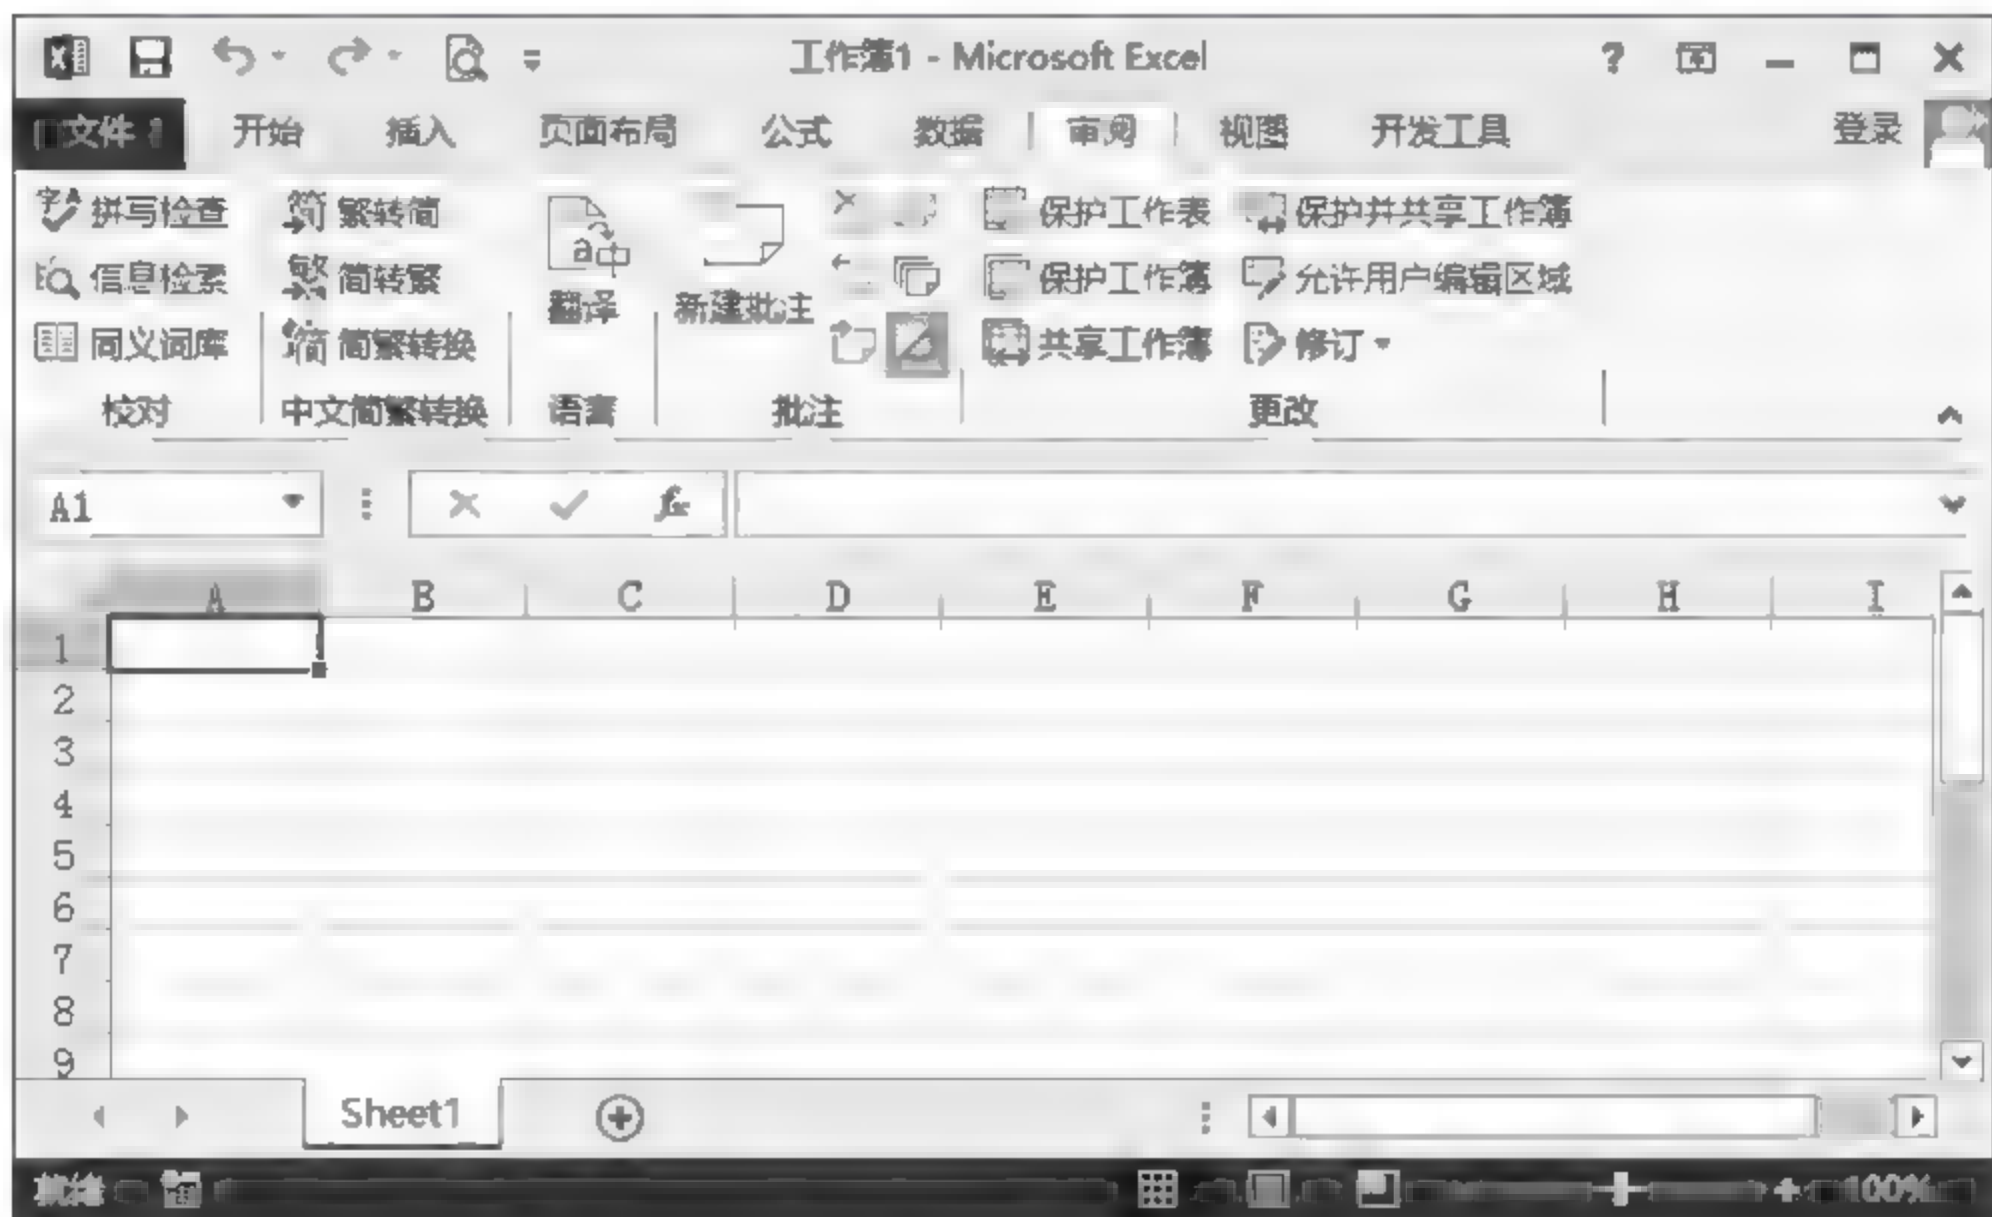 工作簿1 - Microsoft Excel
文件 开始 插入 页面布局 公式 数据 审阅 视图 开发工具 登录
拼写检查 繁转简 保护工作表 保护并共享工作簿
信息检索 简转繁 翻译 新建批注 保护工作簿 允许用户编辑区域
同义词库 简繁转换 共享工作簿 修订
校对 中文简繁转换 语言 批注 更改
A1 fx
A B C D E F G H I
1
2
3
4
5
6
7
8
9
Sheet1
就绪 100%